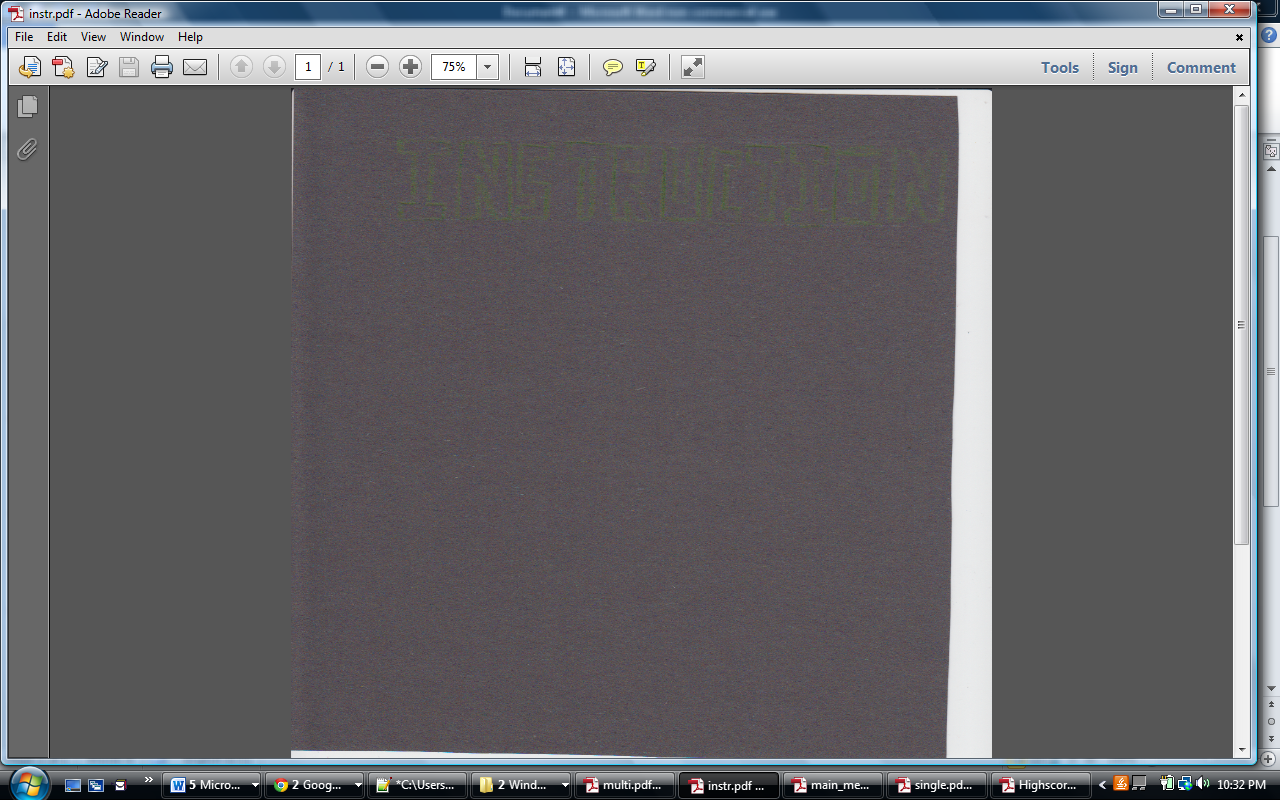 instr.pdf - Adobe Reader
File Edit View Window Help
1 / 1 75% Tools Sign Comment
5 Micro... 2 Goog... *C:\Users... 2 Wind... multi.pdf... instr.pdf ... main_me... single.pd... Highscor... 10:32 PM